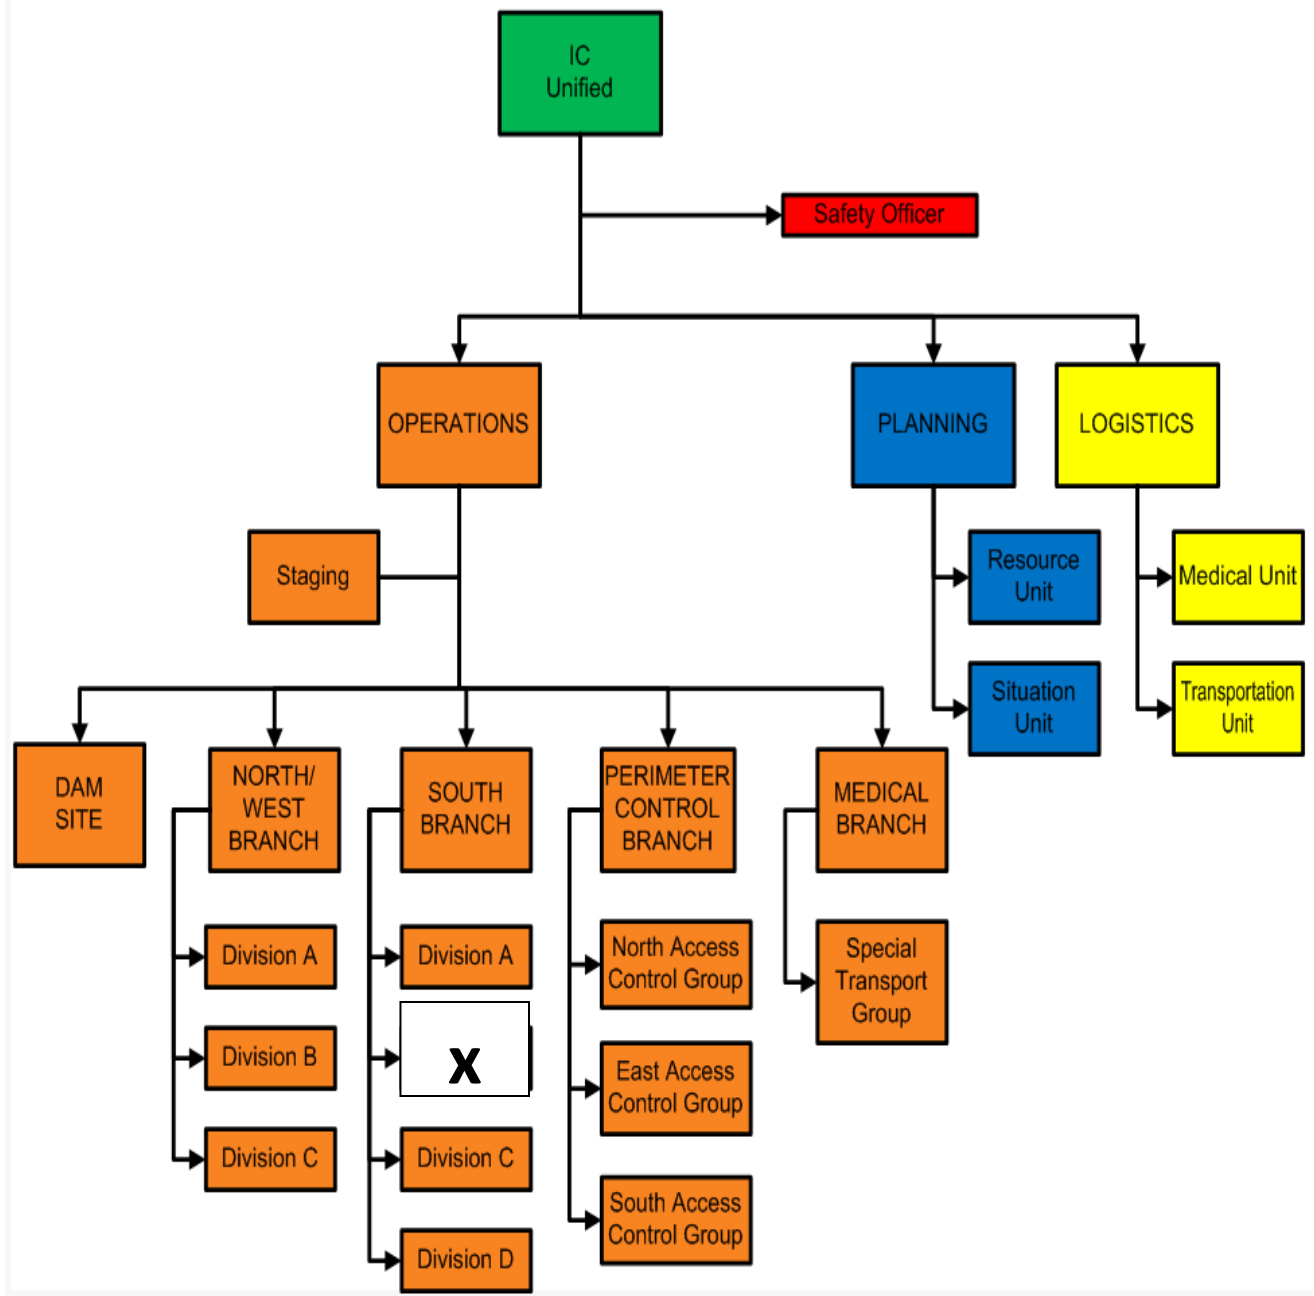 IC
Unified
Safety Officer
OPERATIONS
PLANNING
LOGISTICS
Staging
Resource
Unit
Medical Unit
Situation
Unit
Transportation
Unit
DAM
SITE
NORTH/
WEST
BRANCH
SOUTH
BRANCH
PERIMETER
CONTROL
BRANCH
MEDICAL
BRANCH
Division A
Division B
Division C
Division A
x
Division C
Division D
North Access
Control Group
East Access
Control Group
South Access
Control Group
Special
Transport
Group